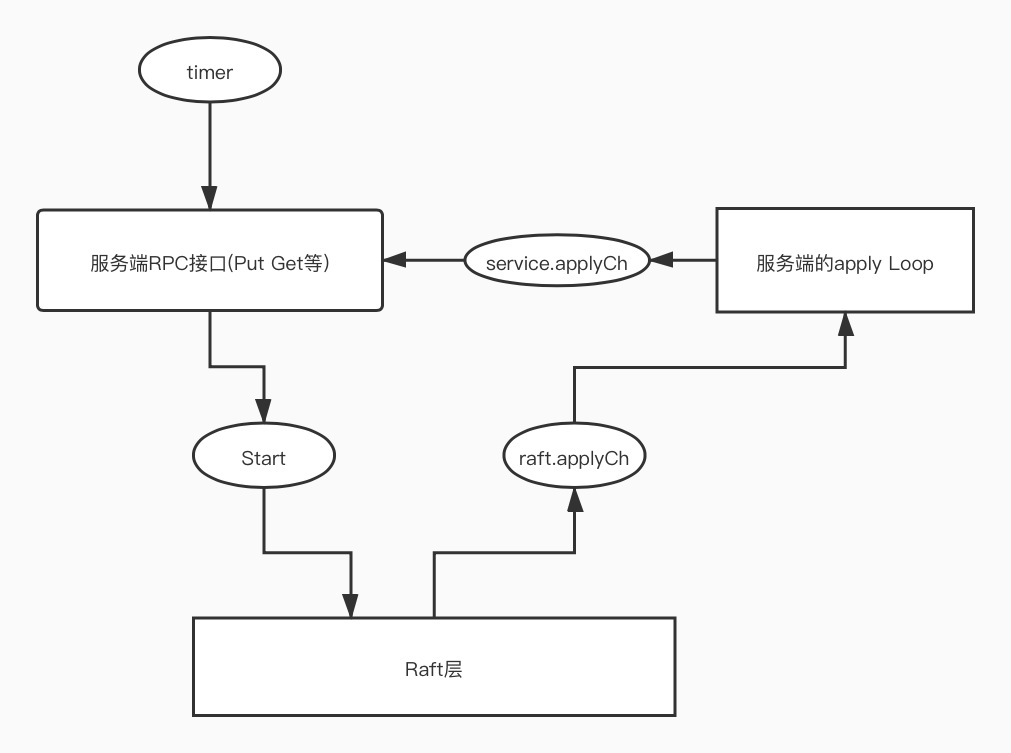 timer
服务端RPC接口(Put Get等)
service.applyCh
服务端的apply Loop
Start
raft.applyCh
Raft层